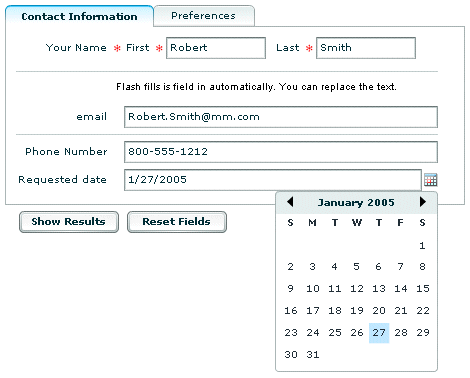 Contact Information Preferences
Your Name * First * Robert Last * Smith
Flash fills is field in automatically. You can replace the text.
email Robert.Smith@mm.com
Phone Number 800-555-1212
Requested date 1/27/2005
Show Results Reset Fields
January 2005
S M T W T F S
1
2 3 4 5 6 7 8
9 10 11 12 13 14 15
16 17 18 19 20 21 22
23 24 25 26 27 28 29
30 31